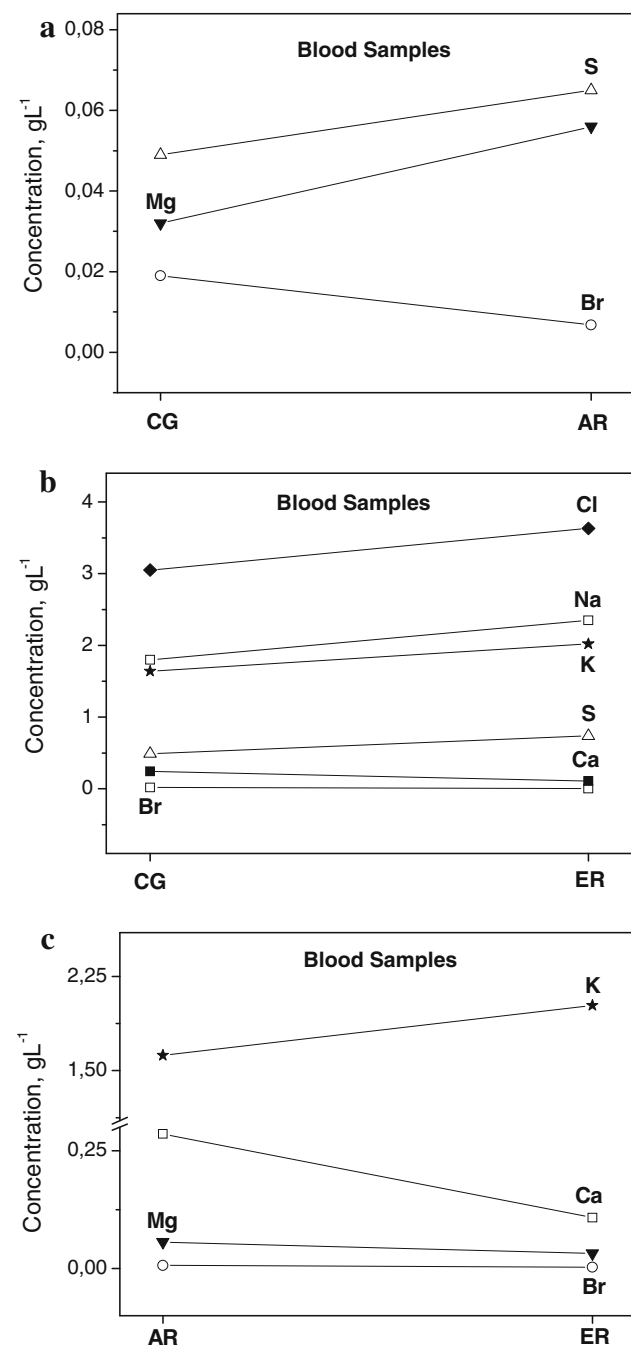 a
0,08
Blood Samples
S
0,06
Mg
0,04
0,02
Br
0,00
Concentration, gL⁻¹
CG
AR
b
4
Blood Samples
Cl
3
Na
2
K
1
S
Ca
0
Br
Concentration, gL⁻¹
CG
ER
c
Blood Samples
2,25
K
1,50
0,25
Ca
Mg
0,00
Br
Concentration, gL⁻¹
AR
ER